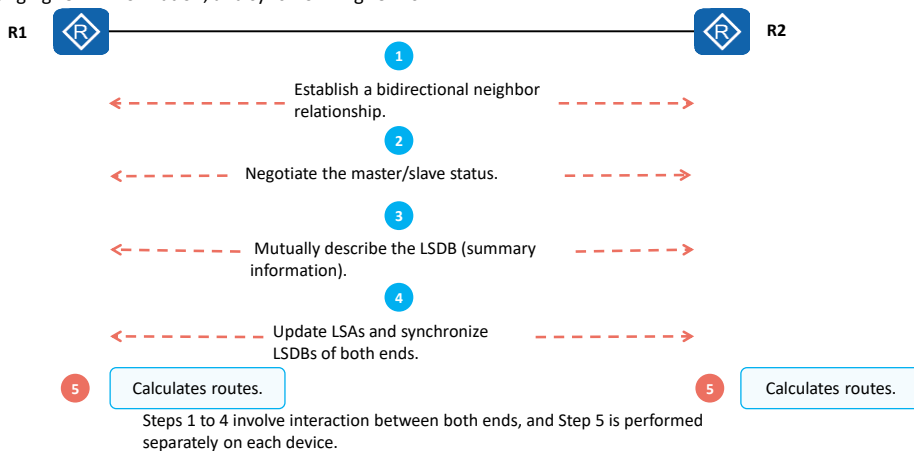 R1
R
R
R2
1
Establish a bidirectional neighbor
relationship.
2
Negotiate the master/slave status.
3
Mutually describe the LSDB (summary
information).
4
Update LSAs and synchronize
LSDBs of both ends.
5 Calculates routes.
5 Calculates routes.
Steps 1 to 4 involve interaction between both ends, and Step 5 is performed
separately on each device.